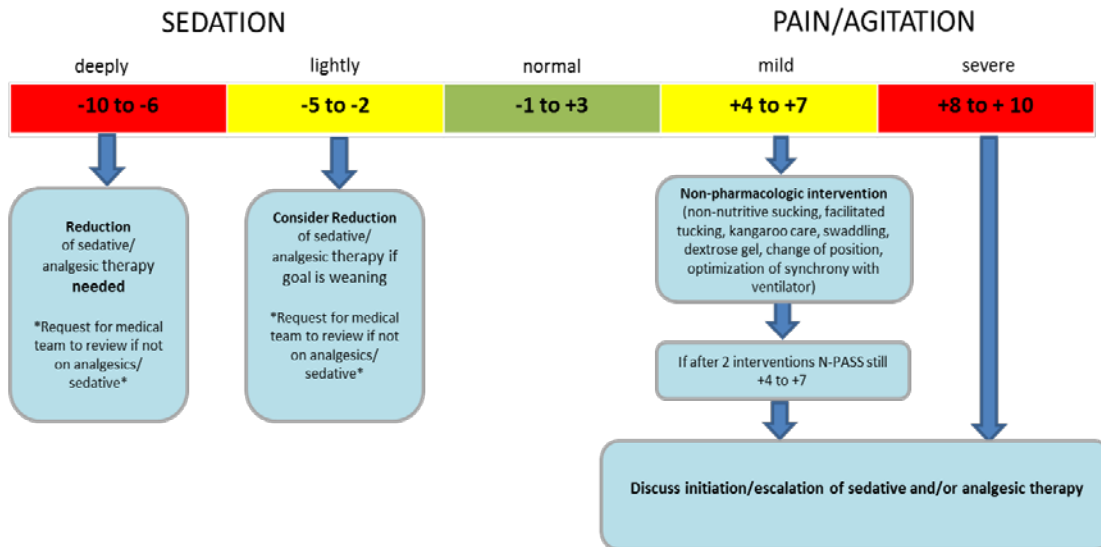 SEDATION
PAIN/AGITATION
deeply
lightly
normal
mild
severe
-10 to -6
-5 to -2
-1 to +3
+4 to +7
+8 to + 10
Reduction
of sedative/
analgesic therapy
needed
*Request for medical
team to review if not
on analgesics/
sedative*
Consider Reduction
of sedative/
analgesic therapy if
goal is weaning
*Request for medical
team to review if not
on analgesics/
sedative*
Non-pharmacologic intervention
(non-nutritive sucking, facilitated
tucking, kangaroo care, swaddling,
dextrose gel, change of position,
optimization of synchrony with
ventilator)
If after 2 interventions N-PASS still
+4 to +7
Discuss initiation/escalation of sedative and/or analgesic therapy